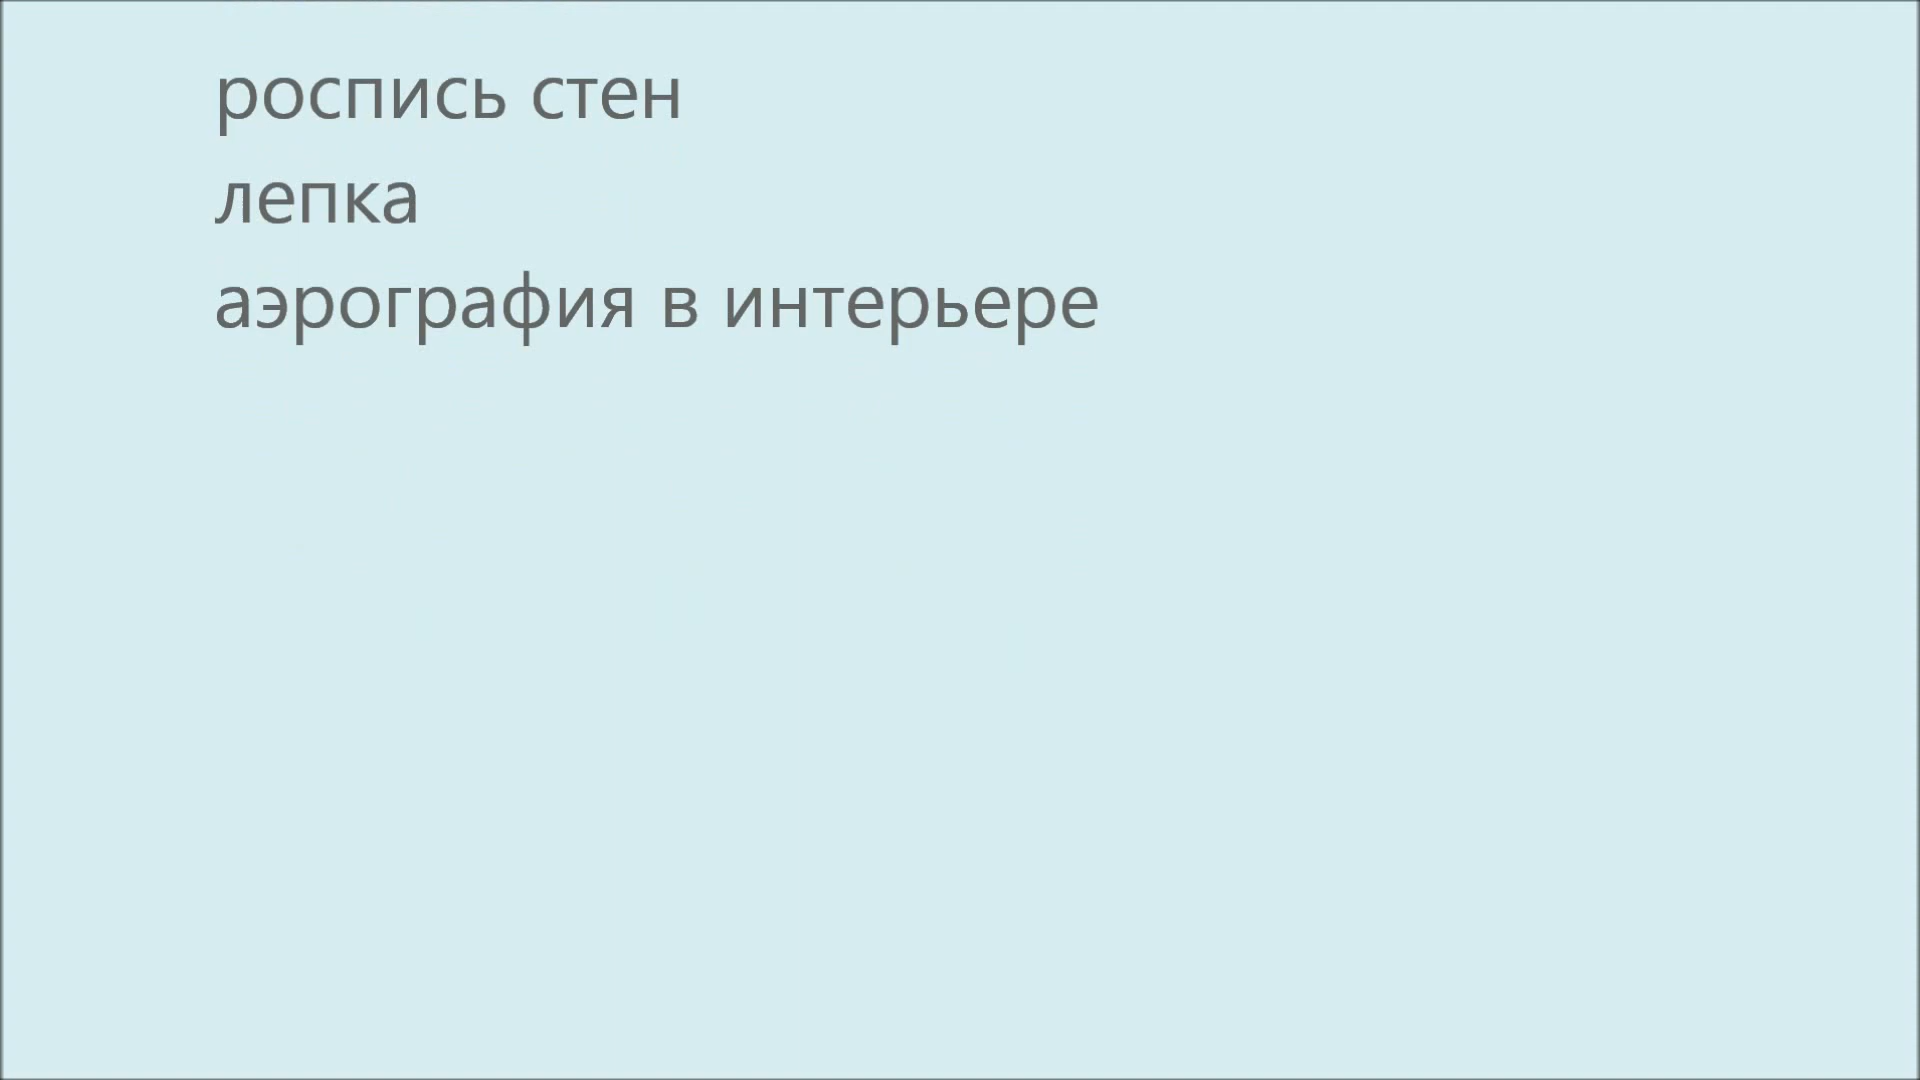 роспись стен
лепка
аэрография в интерьере